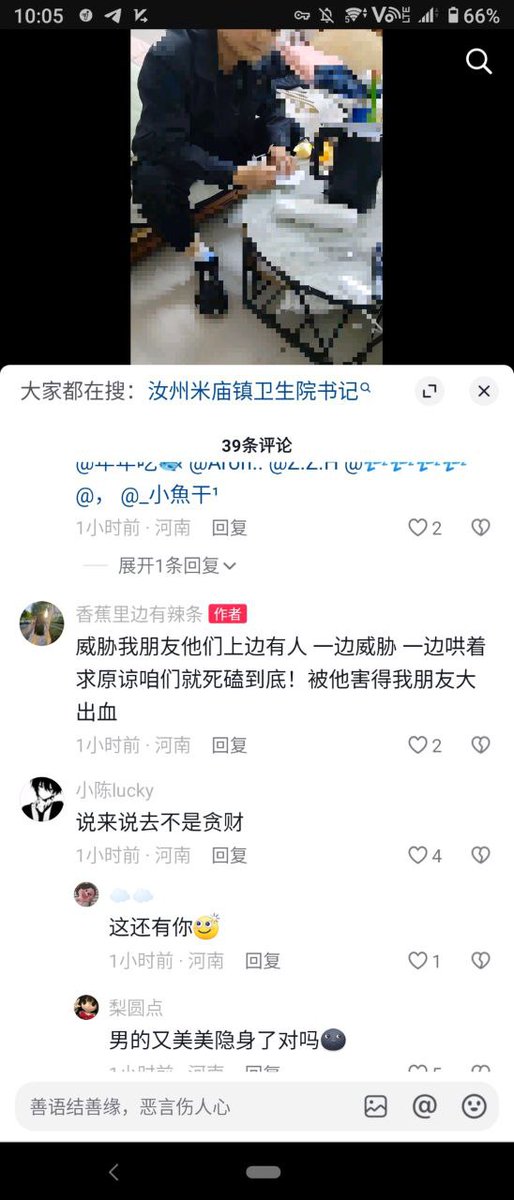 10:05
VoLTE
66%
大家都在搜：汝州米庙镇卫生院书记
39条评论
@，@_小魚干¹
1小时前 · 河南 回复
2
展开1条回复
香蕉里边有辣条 作者
威胁我朋友他们上边有人 一边威胁 一边哄着
求原谅咱们就死磕到底！被他害得我朋友大
出血
1小时前 · 河南 回复
2
小陈lucky
说来说去不是贪财
1小时前 · 河南 回复
4
这还有你
1小时前 · 河南 回复
1
梨圆点
男的又美美隐身了对吗
善语结善缘，恶言伤人心